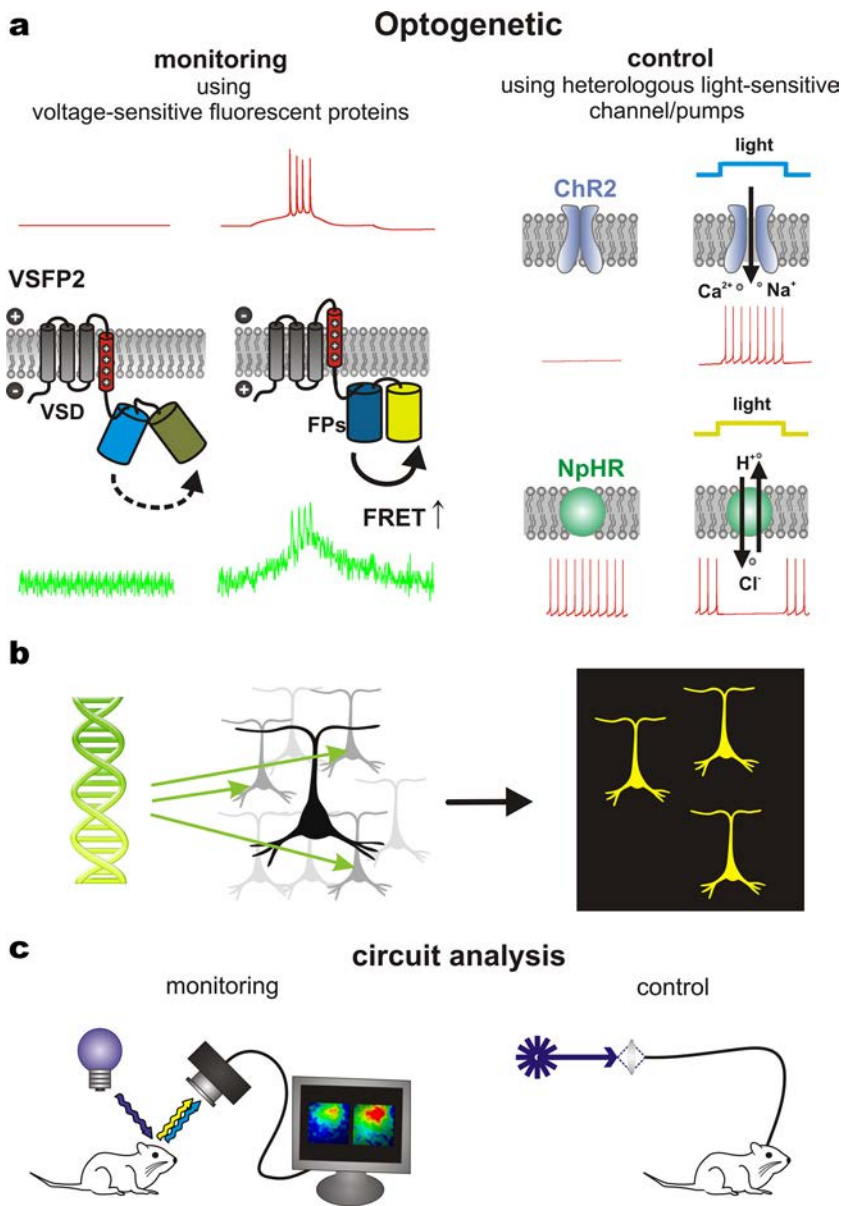 a
Optogenetic
monitoring
using
voltage-sensitive fluorescent proteins
control
using heterologous light-sensitive
channel/pumps
VSFP2
+
-
VSD
-
+
FPs
FRET ↑
light
ChR2
Ca²⁺
Na⁺
light
NpHR
H⁺
Cl⁻
b
c
circuit analysis
monitoring
control